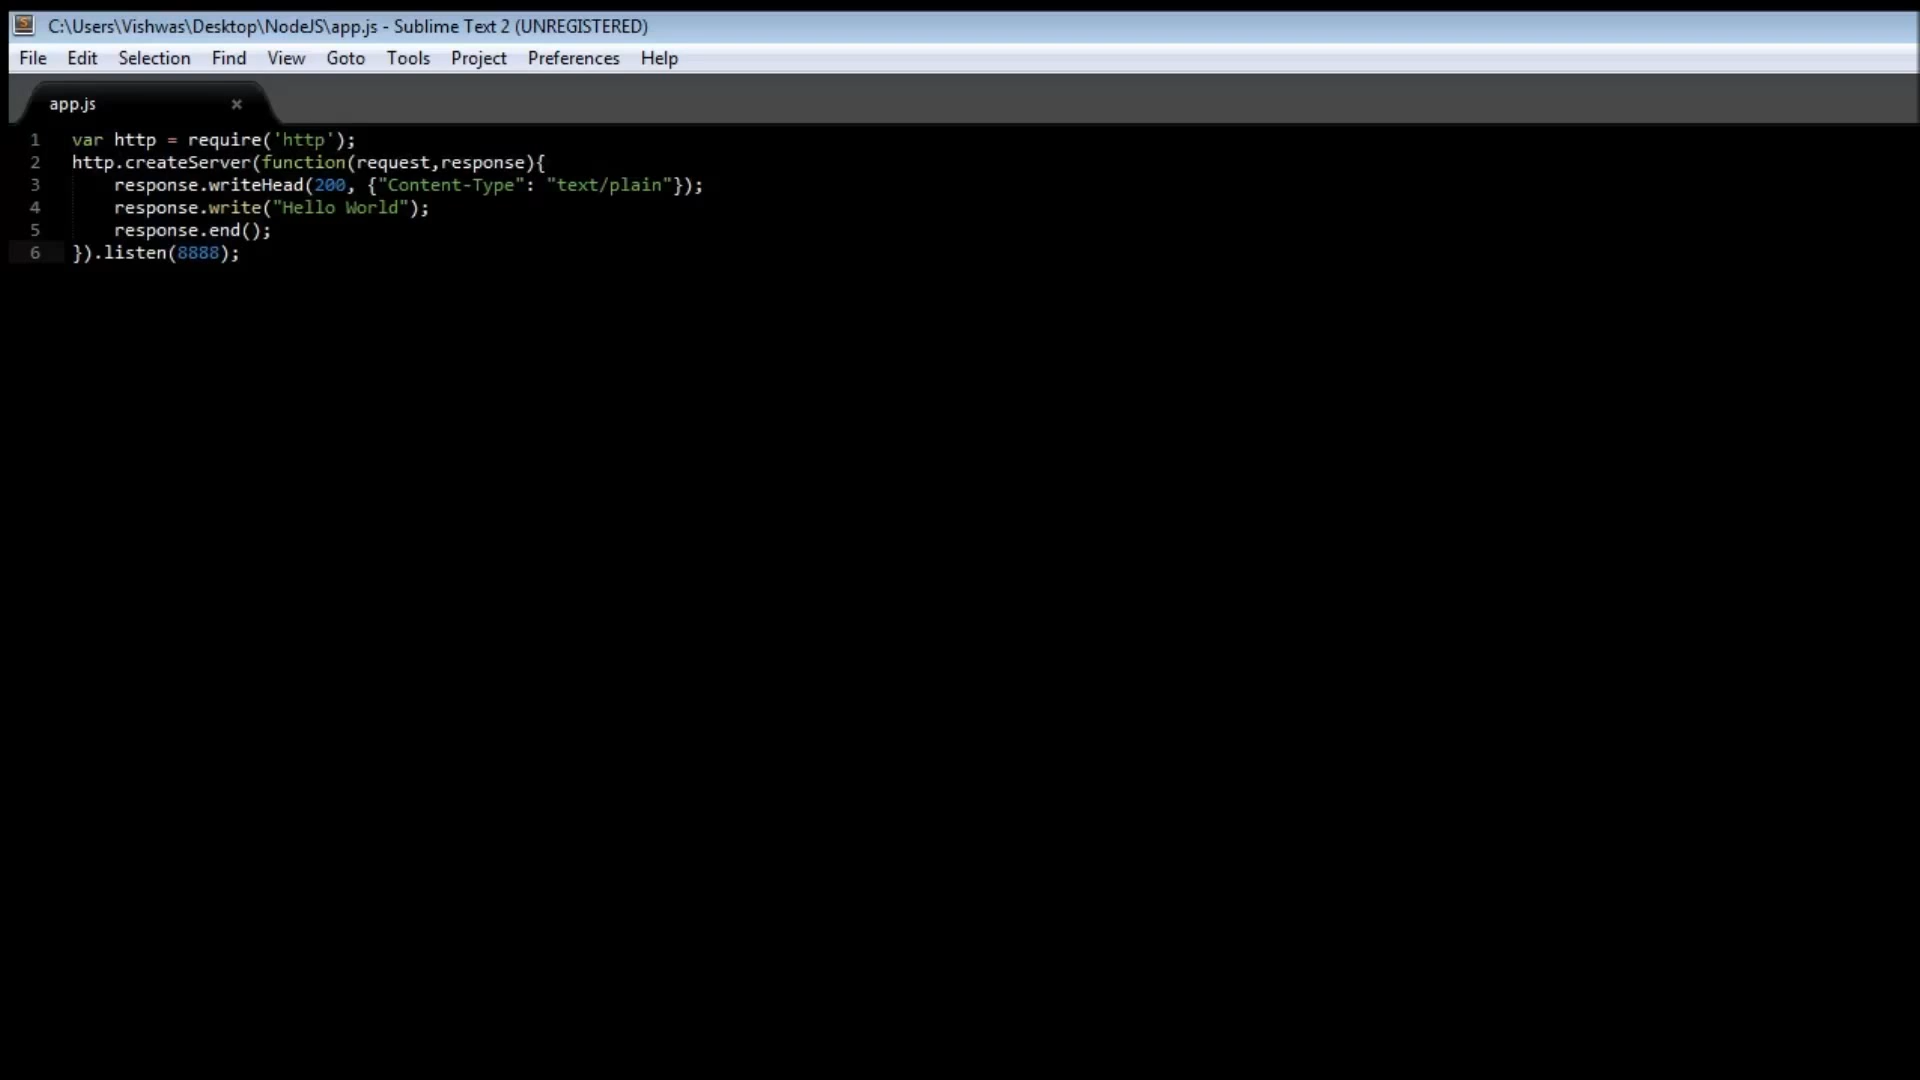 C:\Users\Vishwas\Desktop\NodeJS\app.js - Sublime Text 2 (UNREGISTERED)
File Edit Selection Find View Goto Tools Project Preferences Help
app.js ×
1 var http = require('http');
2 http.createServer(function(request,response){
3     response.writeHead(200, {"Content-Type": "text/plain"});
4     response.write("Hello World");
5     response.end();
6 }).listen(8888);